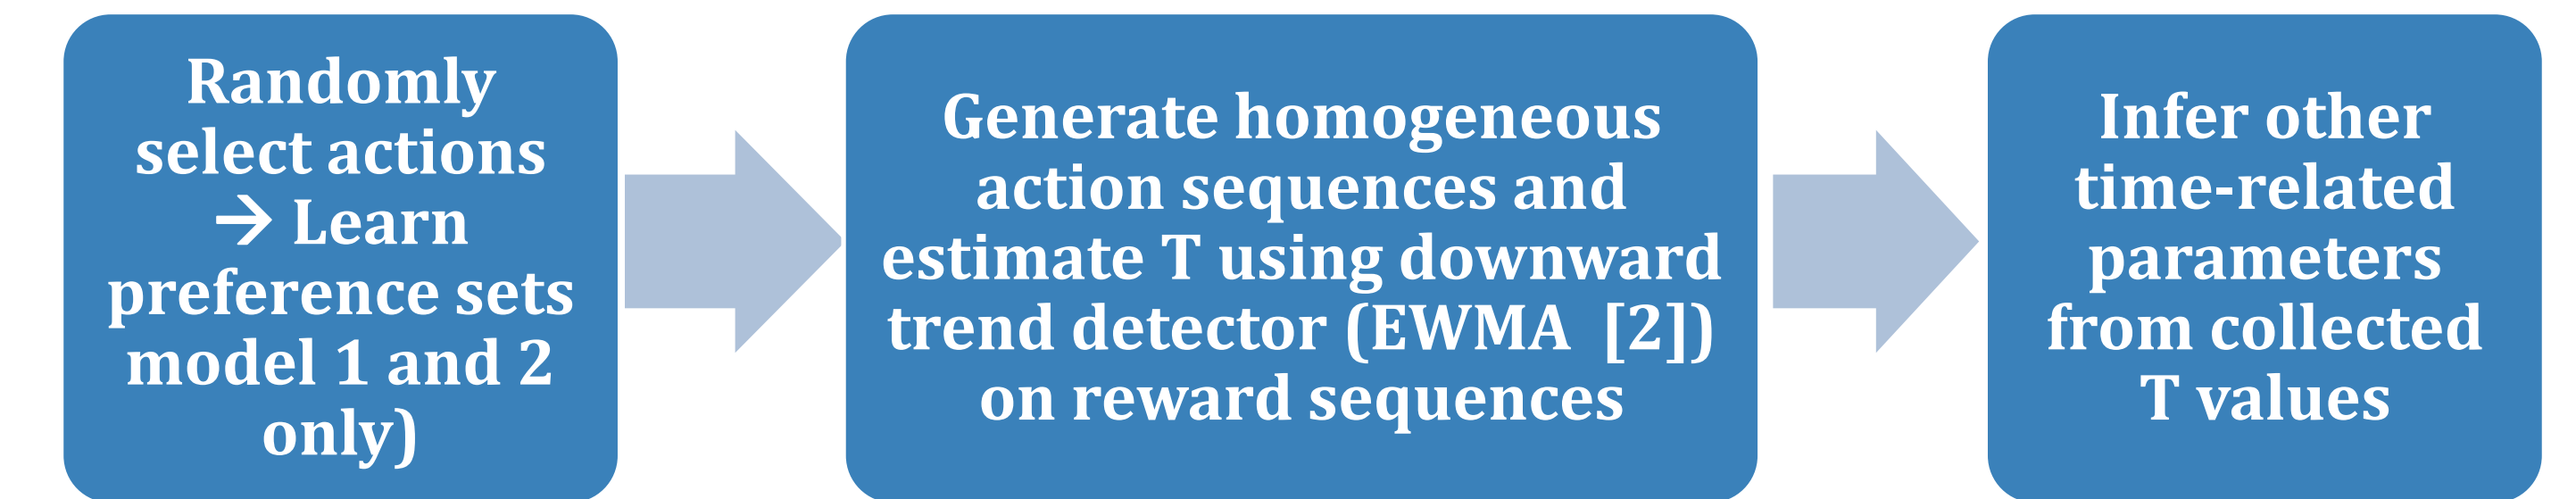 Randomly
select actions
→ Learn
preference sets
model 1 and 2
only)
Generate homogeneous
action sequences and
estimate T using downward
trend detector (EWMA [2])
on reward sequences
Infer other
time-related
parameters
from collected
T values